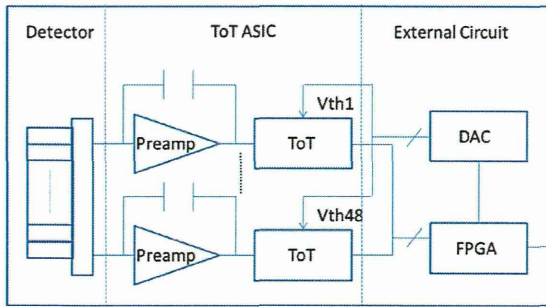 Detector ToT ASIC External Circuit
Vth1
Preamp ToT DAC
Vth48
Preamp ToT FPGA